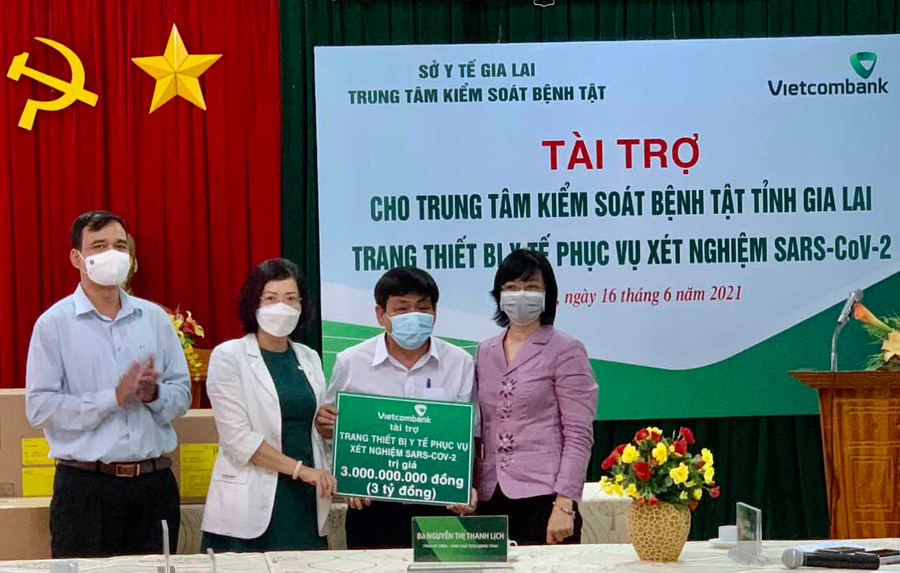 SỞ Y TẾ GIA LAI
TRUNG TÂM KIỂM SOÁT BỆNH TẬT
Vietcombank
TÀI TRỢ
CHO TRUNG TÂM KIỂM SOÁT BỆNH TẬT TỈNH GIA LAI
TRANG THIẾT BỊ Y TẾ PHỤC VỤ XÉT NGHIỆM SARS-CoV-2
, ngày 16 tháng 6 năm 2021
Vietcombank
tài trợ
TRANG THIẾT BỊ Y TẾ PHỤC VỤ
XÉT NGHIỆM SARS-COV-2
trị giá
3.000.000.000 đồng
(3 tỷ đồng)
Bà NGUYỄN THỊ THANH LỊCH